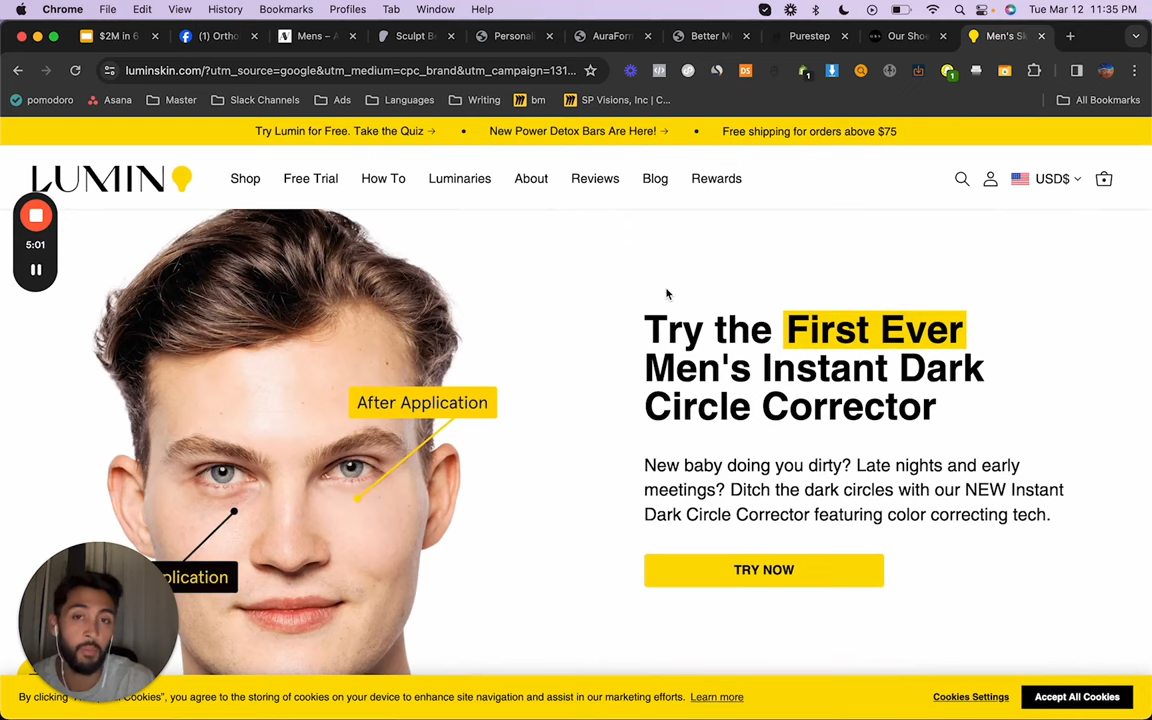 Chrome File Edit View History Bookmarks Profiles Tab Window Help Tue Mar 12 11:35 PM
$2M in 6 (1) Ortho Mens – A Sculpt B Personal AuraFor Better M Purestep Our Shoe Men's Sk
luminskin.com/?utm_source=google&utm_medium=cpc_brand&utm_campaign=131...
pomodoro Asana Master Slack Channels Ads Languages Writing bm SP Visions, Inc | C... All Bookmarks
Try Lumin for Free. Take the Quiz → • New Power Detox Bars Are Here! → • Free shipping for orders above $75
LUMIN Shop Free Trial How To Luminaries About Reviews Blog Rewards USD$
5:01
After Application
plication
Try the First Ever
Men's Instant Dark
Circle Corrector
New baby doing you dirty? Late nights and early
meetings? Ditch the dark circles with our NEW Instant
Dark Circle Corrector featuring color correcting tech.
TRY NOW
By clicking Cookies", you agree to the storing of cookies on your device to enhance site navigation and assist in our marketing efforts. Learn more Cookies Settings Accept All Cookies